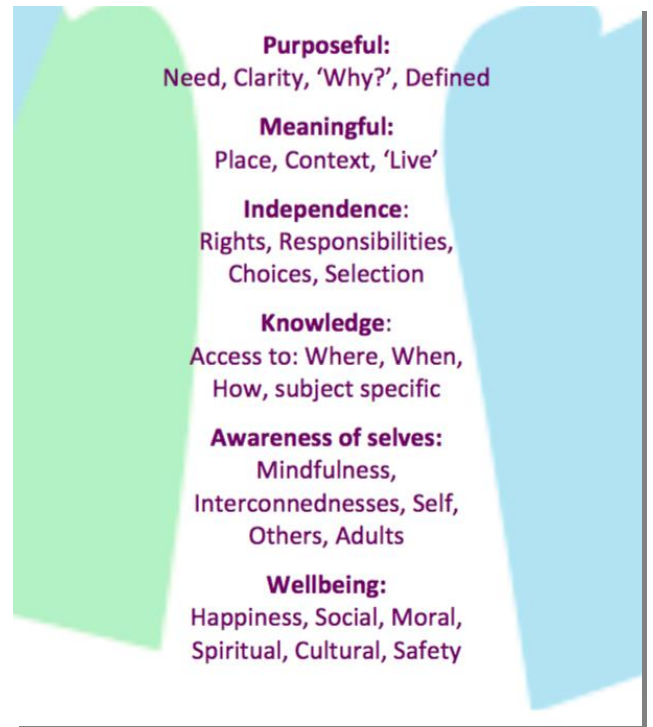 Purposeful:
Need, Clarity, ‘Why?’, Defined
Meaningful:
Place, Context, ‘Live’
Independence:
Rights, Responsibilities,
Choices, Selection
Knowledge:
Access to: Where, When,
How, subject specific
Awareness of selves:
Mindfulness,
Interconnednesses, Self,
Others, Adults
Wellbeing:
Happiness, Social, Moral,
Spiritual, Cultural, Safety